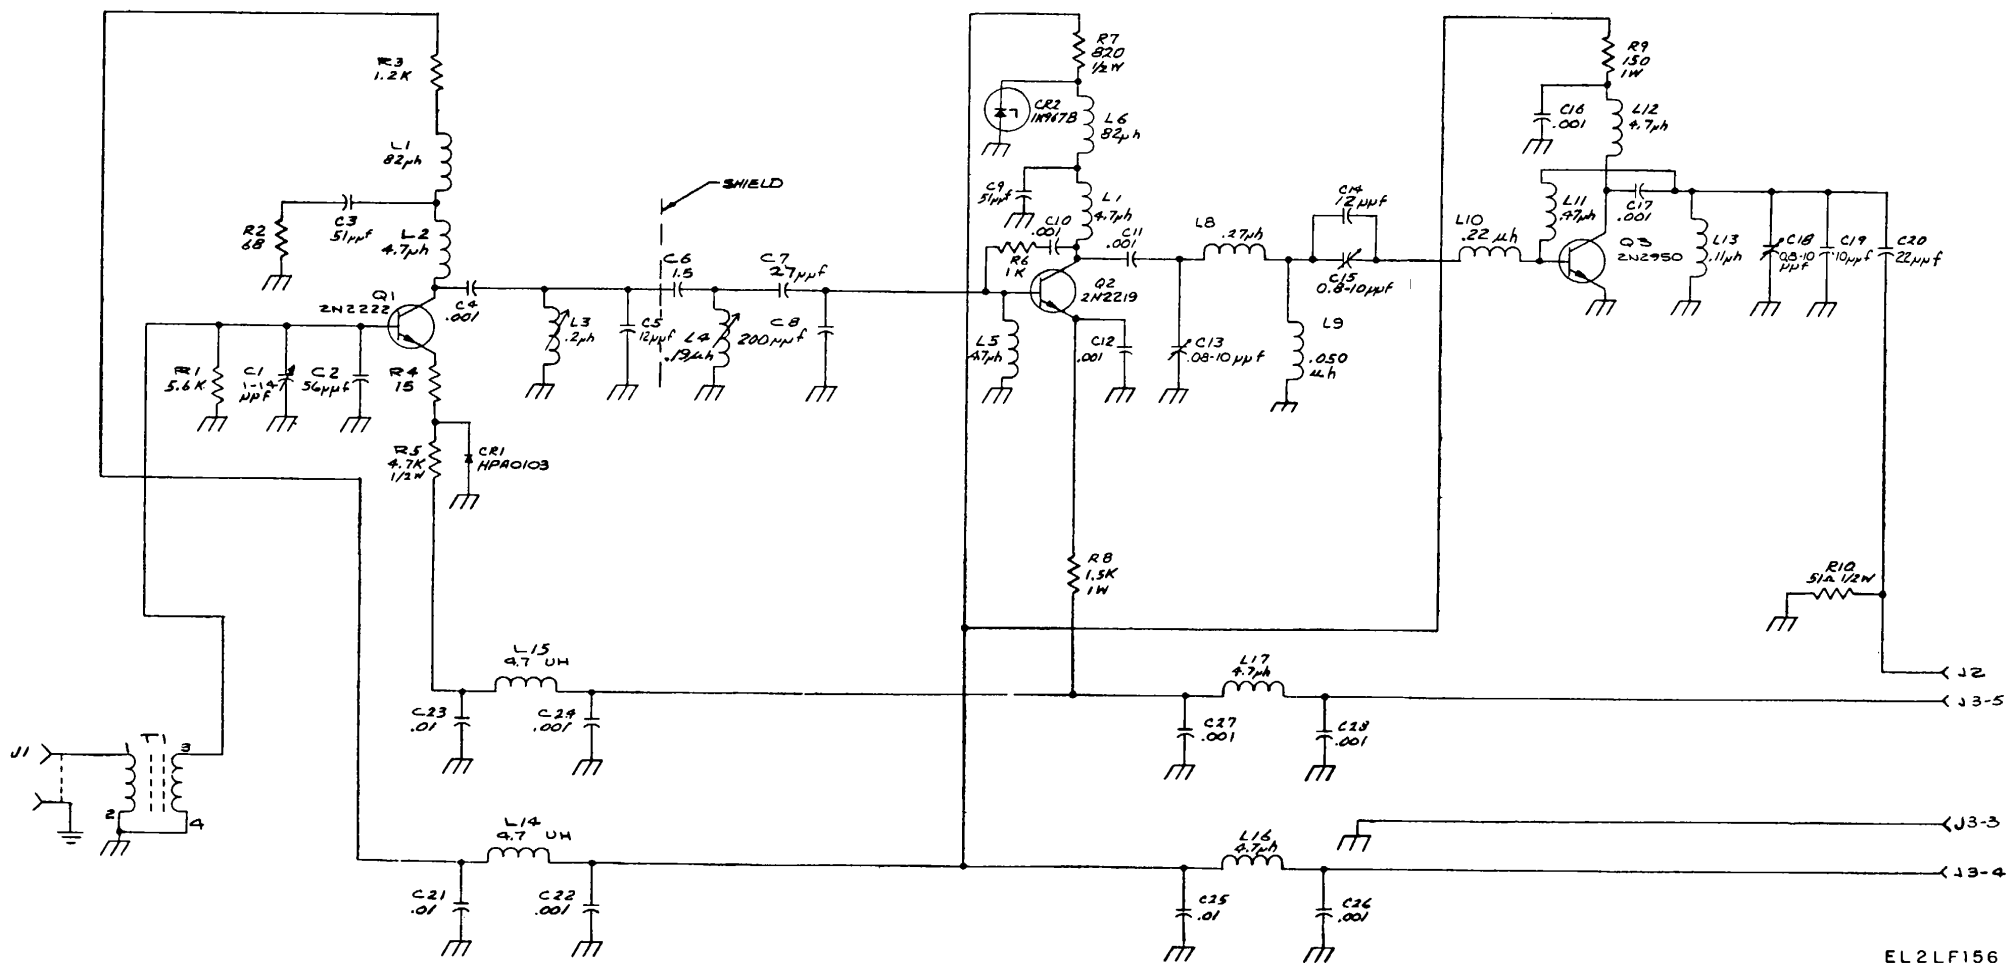 R3
1.2K
L1
82μh
R2
68
C3
51μμf
L2
4.7μh
Q1
2N2222
C4
.001
R1
5.6K
C1
1-14
μμF
C2
56μμf
R4
15
R5
4.7K
1/2W
CR1
HPA0103
L3
.2μh
C5
12μμf
SHIELD
C6
1.5
L4
.19μh
C7
27μμf
C8
200μμf
R7
820
1/2W
CR2
1N967B
L6
82μh
C9
51μμf
L1
4.7μh
C10
.001
R6
1K
C11
.001
Q2
2N2219
L5
.47μh
C12
.001
C13
.08-10μμf
L8
.27μh
C14
12μμf
C15
0.8-10μμf
L9
.050
μh
R8
1.5K
1W
R9
150
1W
C16
.001
L12
4.7μh
L10
.22μh
L11
.47μh
C17
.001
Q3
2N2950
L13
.11μh
C18
0.8-10
μμf
C19
10μμf
C20
22μμf
R10
51Ω 1/2W
J2
J3-5
J3-3
J3-4
L15
4.7 UH
C23
.01
C24
.001
L17
4.7μh
C27
.001
C28
.001
J1
1 T1 3
2 4
L14
4.7 UH
C21
.01
C22
.001
L16
4.7μh
C25
.01
C26
.001
EL2LF156